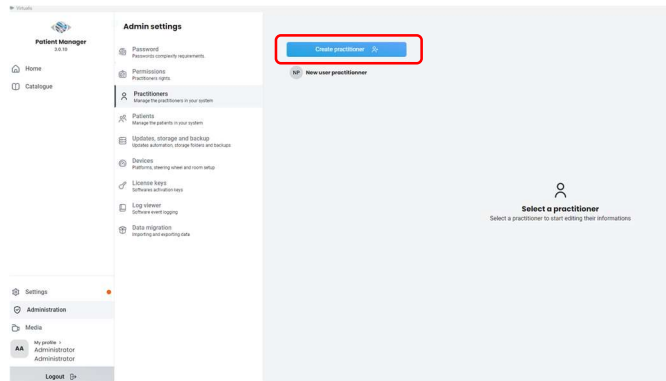 Virtualis
Patient Manager
3.0.10
Home
Catalogue
Settings
Administration
Media
AA
My profile >
Administrator
Administrator
Logout
Admin settings
Password
Passwords complexity requirements
Permissions
Practitioners rights.
Practitioners
Manage the practitioners in your system
Patients
Manage the patients in your system
Updates, storage and backup
Updates automation, storage folders and backups
Devices
Platforms, steering wheel and room setup
License keys
Softwares activation keys
Log viewer
Software event logging
Data migration
Importing and exporting data
Create practitioner
NP New user practitionner
Select a practitioner
Select a practitioner to start editing their informations